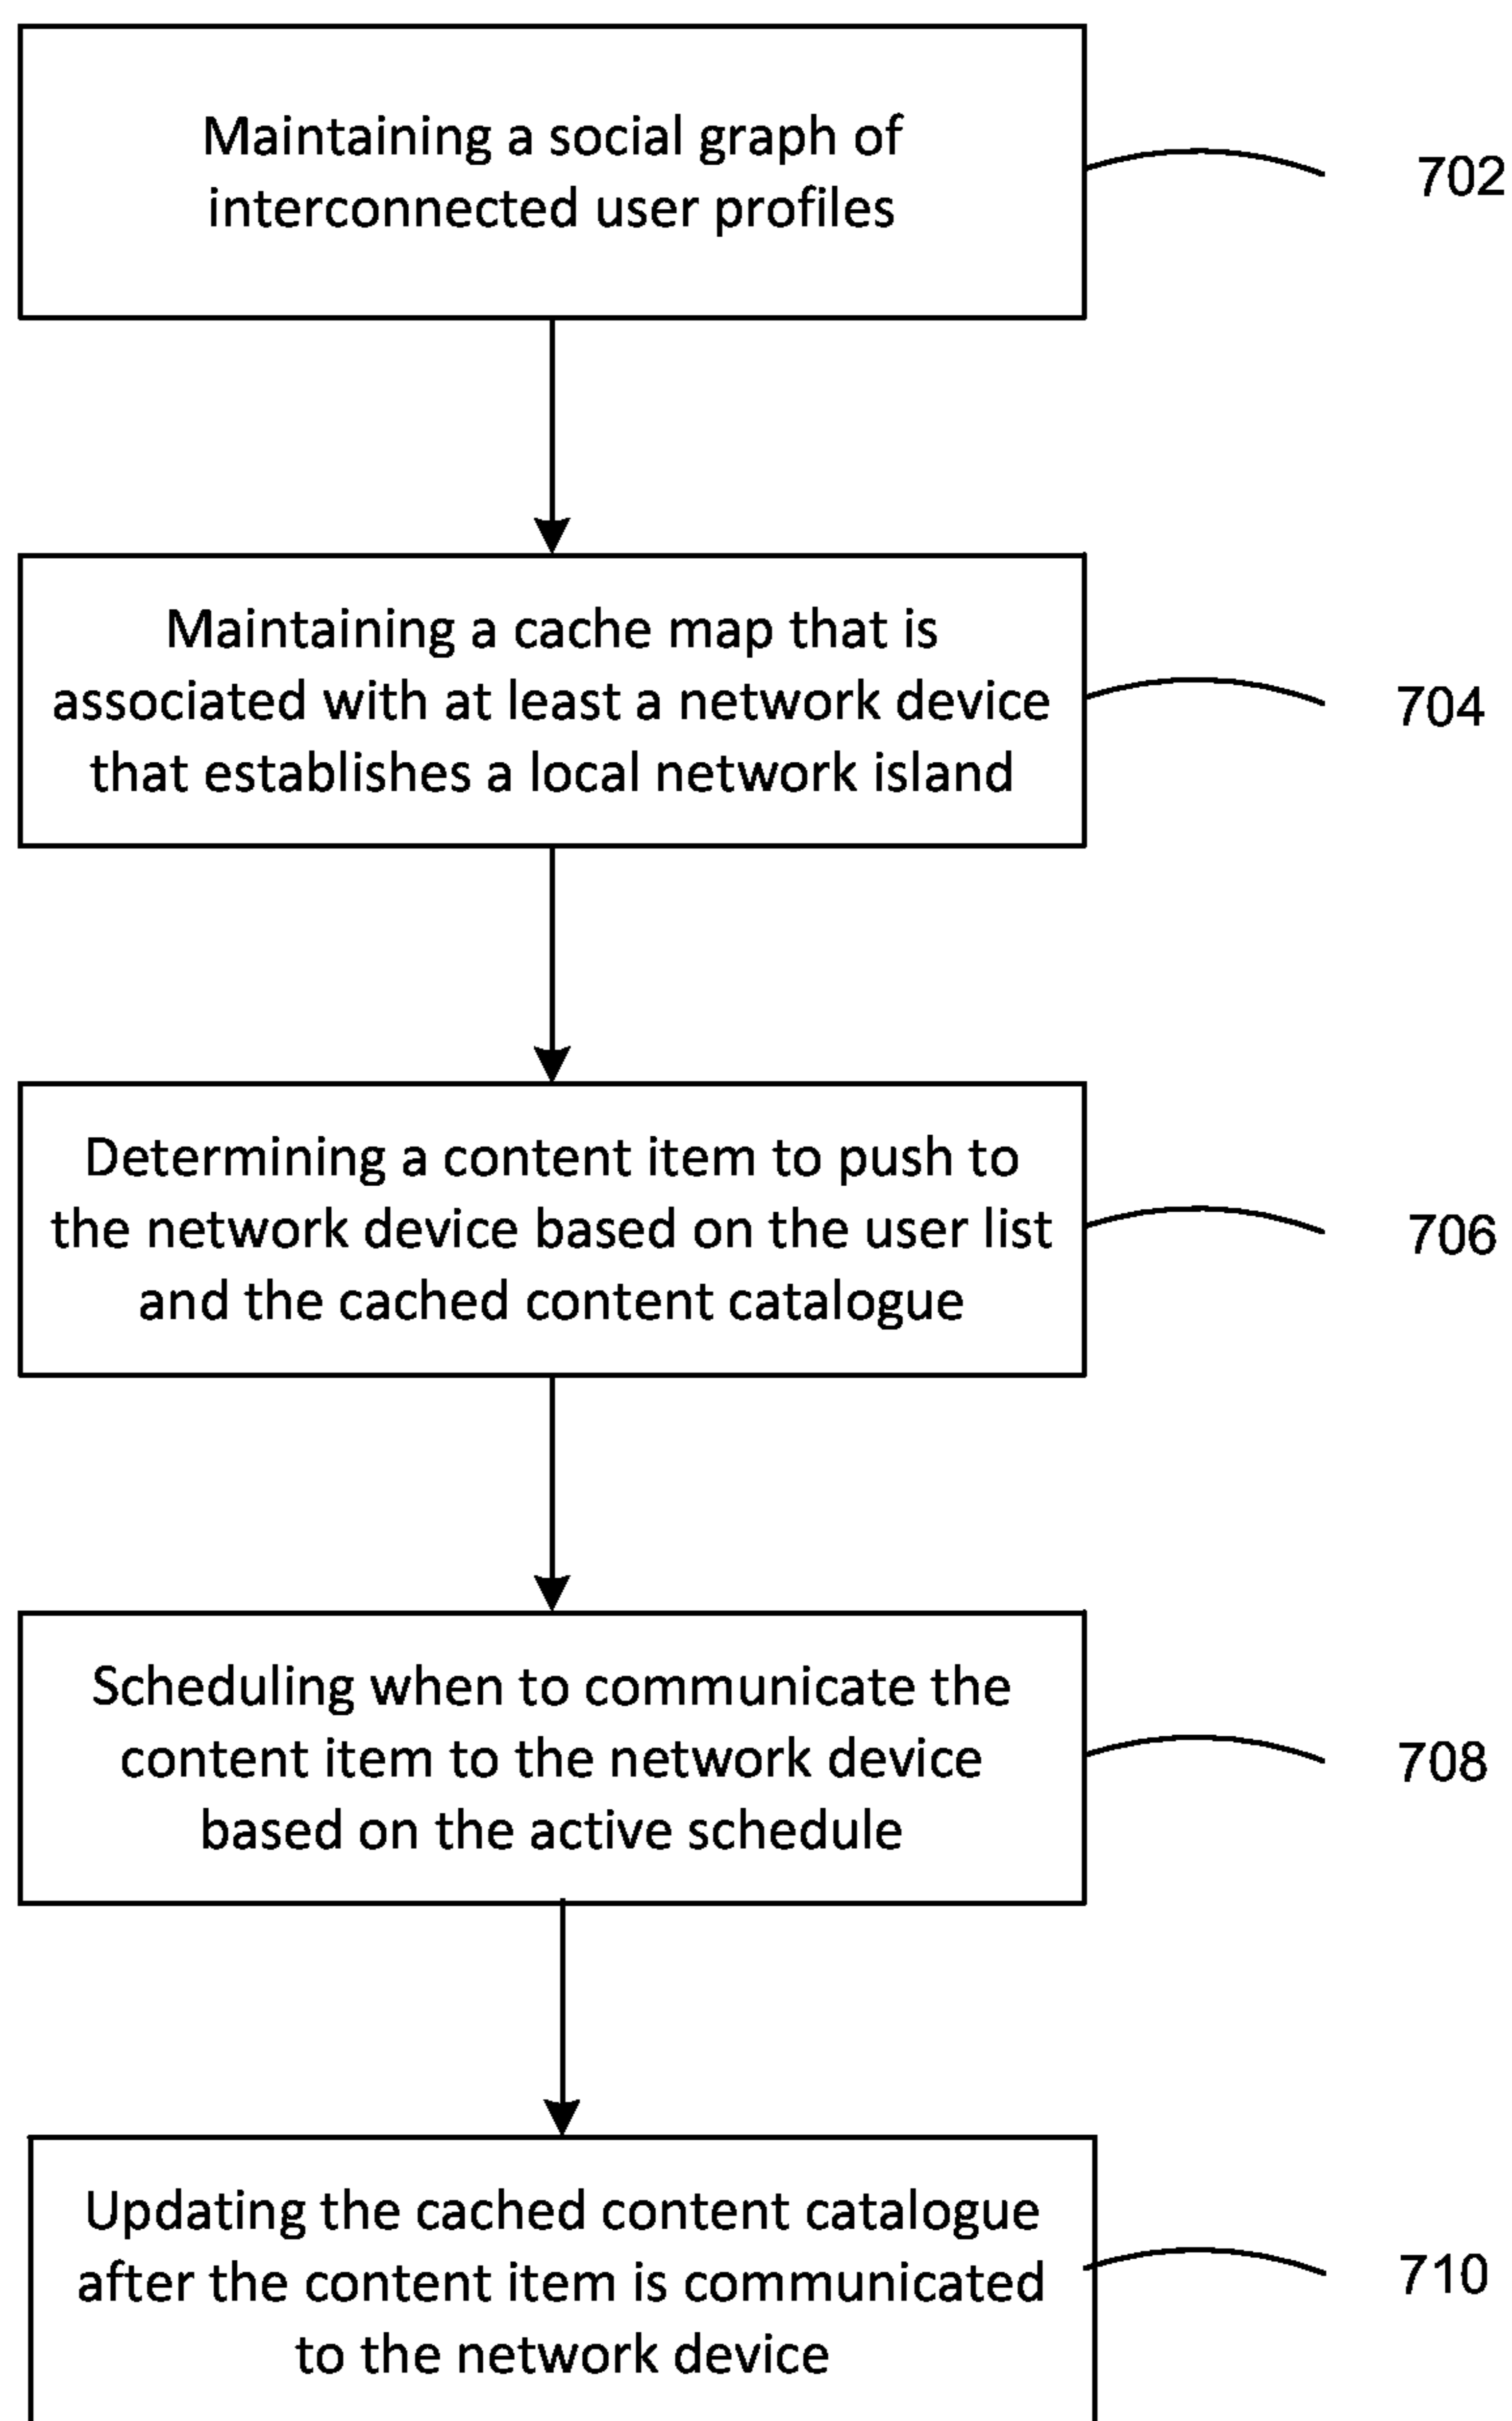 Maintaining a social graph of
interconnected user profiles
702
Maintaining a cache map that is
associated with at least a network device
that establishes a local network island
704
Determining a content item to push to
the network device based on the user list
and the cached content catalogue
706
Scheduling when to communicate the
content item to the network device
based on the active schedule
708
Updating the cached content catalogue
after the content item is communicated
to the network device
710